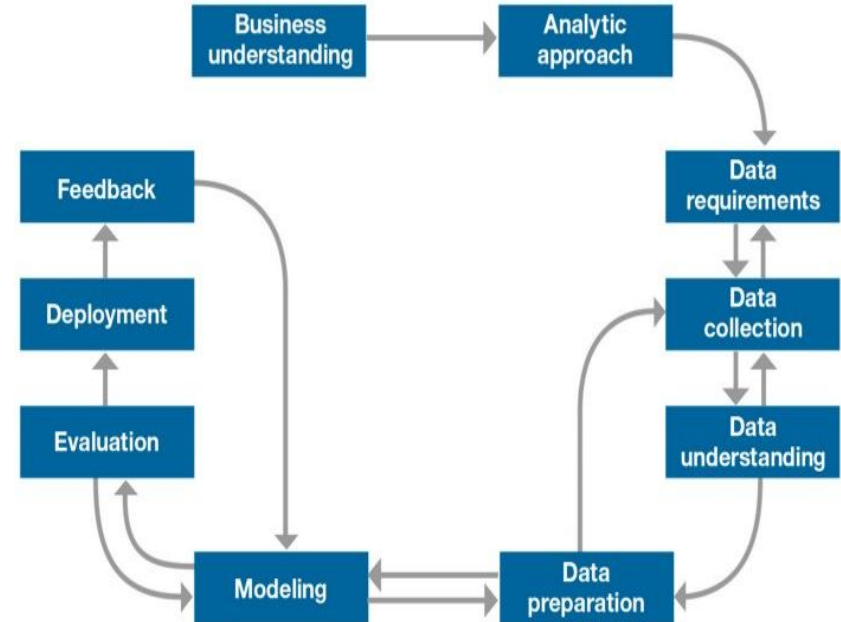 Business
understanding
Analytic
approach
Data
requirements
Data
collection
Data
understanding
Data
preparation
Modeling
Evaluation
Deployment
Feedback